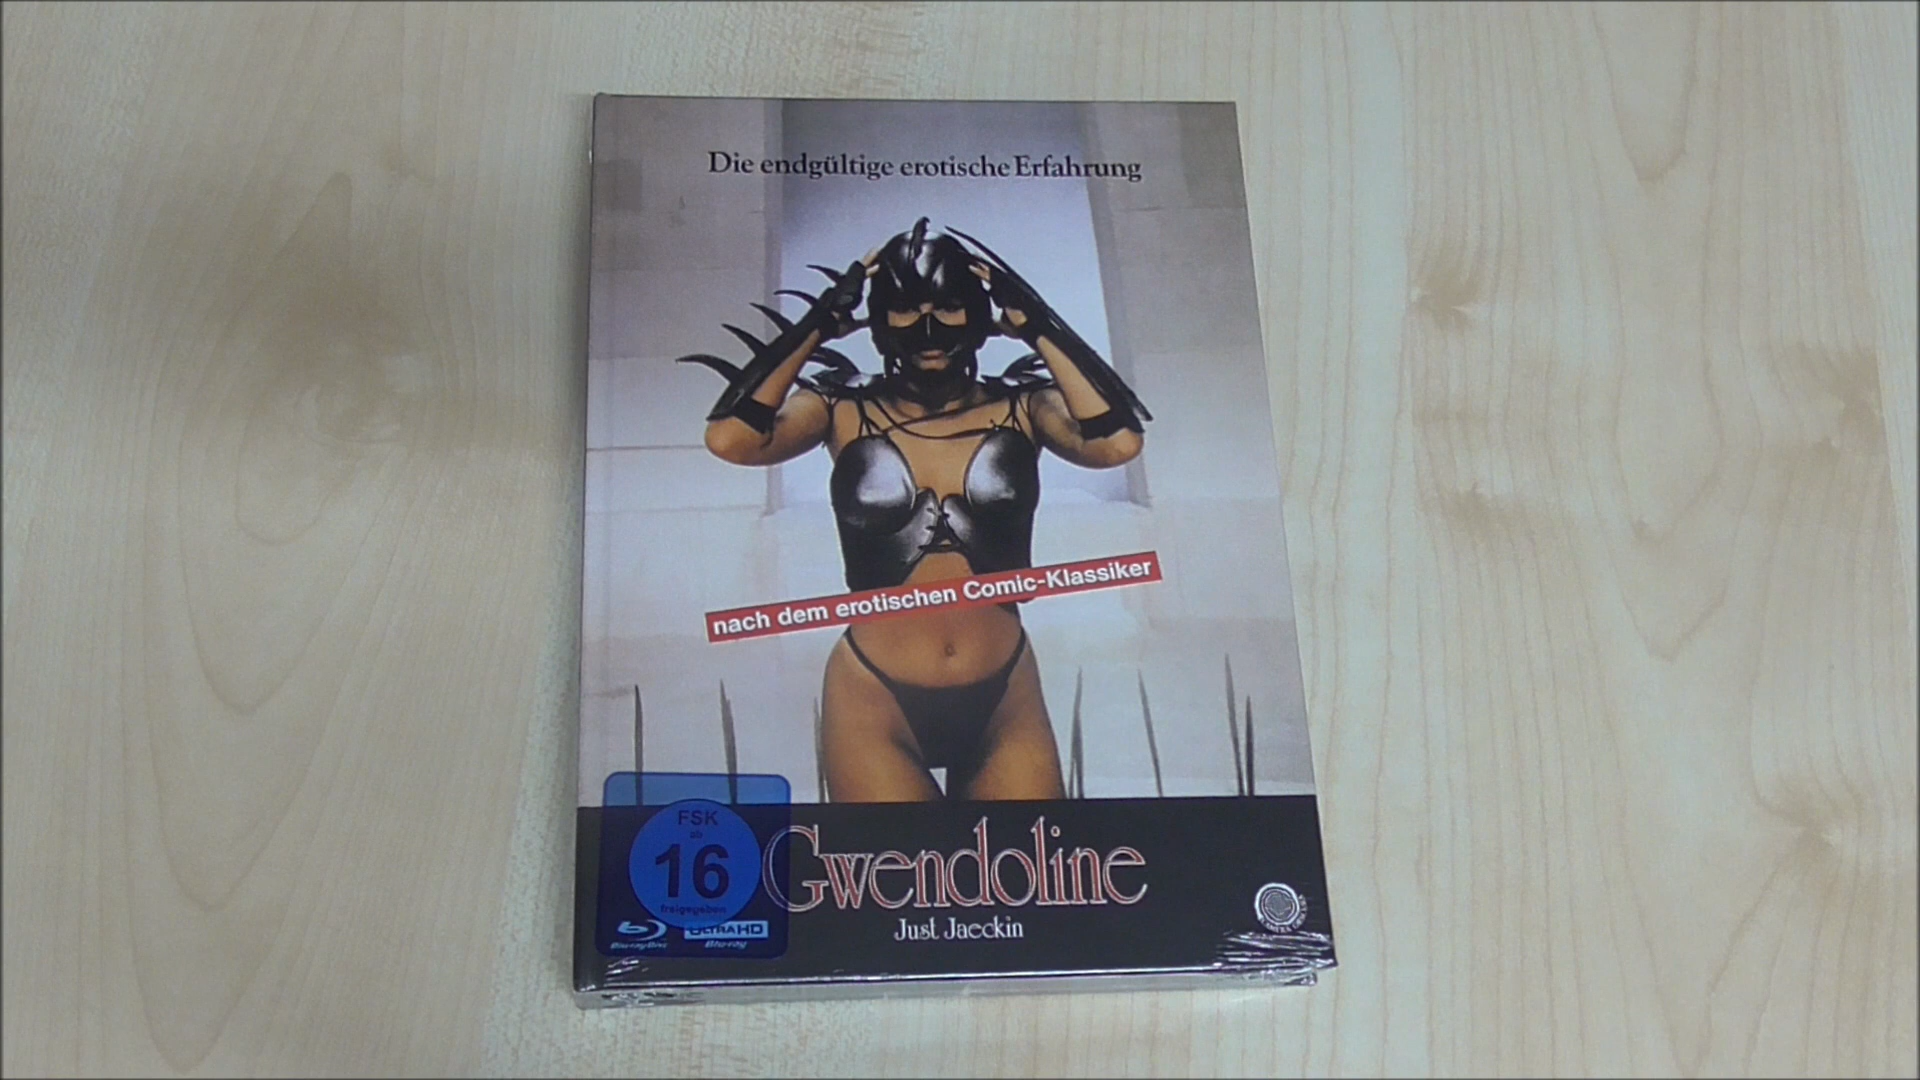 Die endgültige erotische Erfahrung
nach dem erotischen Comic-Klassiker
FSK
ab
16
freigegeben
Gwendoline
Just Jaeckin
Blu-ray Disc
ULTRA HD
Blu-ray